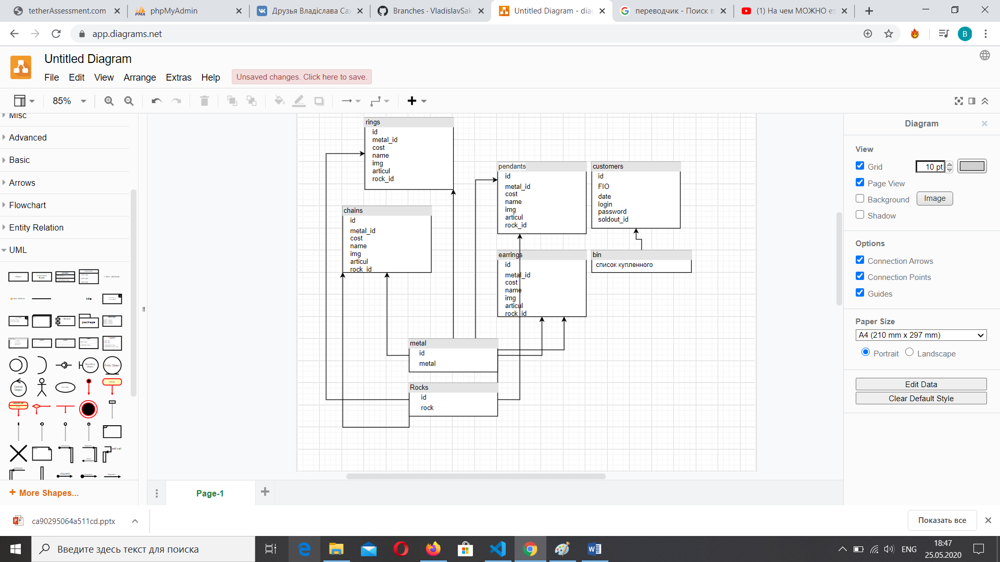 tetherAssessment.com
phpMyAdmin
Друзья Владіслава Сах
Branches · VladislavSak
Untitled Diagram - diag
переводчик - Поиск в
(1) На чем МОЖНО ез
app.diagrams.net
B
Untitled Diagram
File Edit View Arrange Extras Help
Unsaved changes. Click here to save.
85%
Misc
Advanced
Basic
Arrows
Flowchart
Entity Relation
UML
More Shapes...
rings
id
metal_id
cost
name
img
articul
rock_id
chains
id
metal_id
cost
name
img
articul
rock_id
pendants
id
metal_id
cost
name
img
articul
rock_id
customers
id
FIO
date
login
password
soldout_id
earrings
id
metal_id
cost
name
img
articul
rock_id
bin
список купленного
metal
id
metal
Rocks
id
rock
Page-1
Diagram
View
Grid
10 pt
Page View
Background
Image
Shadow
Options
Connection Arrows
Connection Points
Guides
Paper Size
A4 (210 mm x 297 mm)
Portrait
Landscape
Edit Data
Clear Default Style
ca90295064a511cd.pptx
Показать все
Введите здесь текст для поиска
ENG
18:47
25.05.2020